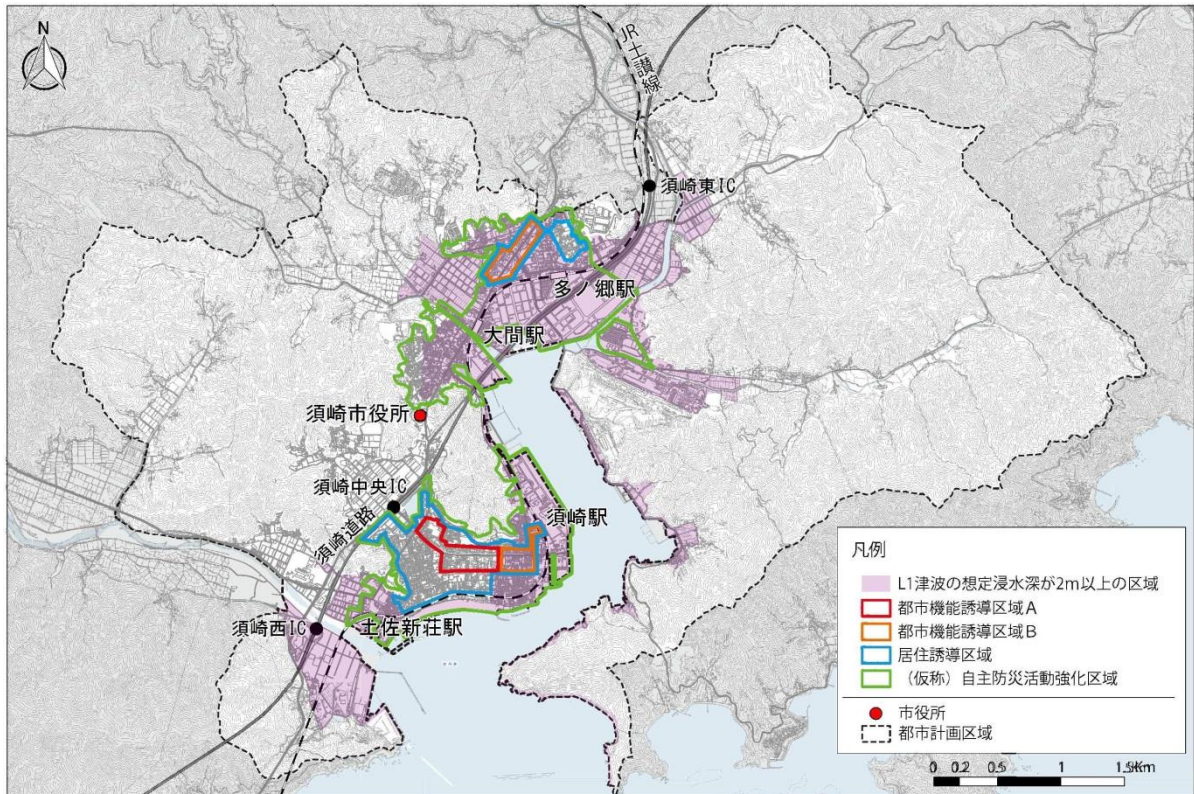 N
JR土讃線
須崎東IC
多ノ郷駅
大間駅
須崎市役所
須崎中央IC
須崎道路
須崎駅
土佐新荘駅
須崎西IC
凡例
L1津波の想定浸水深が2m以上の区域
都市機能誘導区域A
都市機能誘導区域B
居住誘導区域
（仮称）自主防災活動強化区域
市役所
都市計画区域
0 0.2 0.5 1 1.5Km